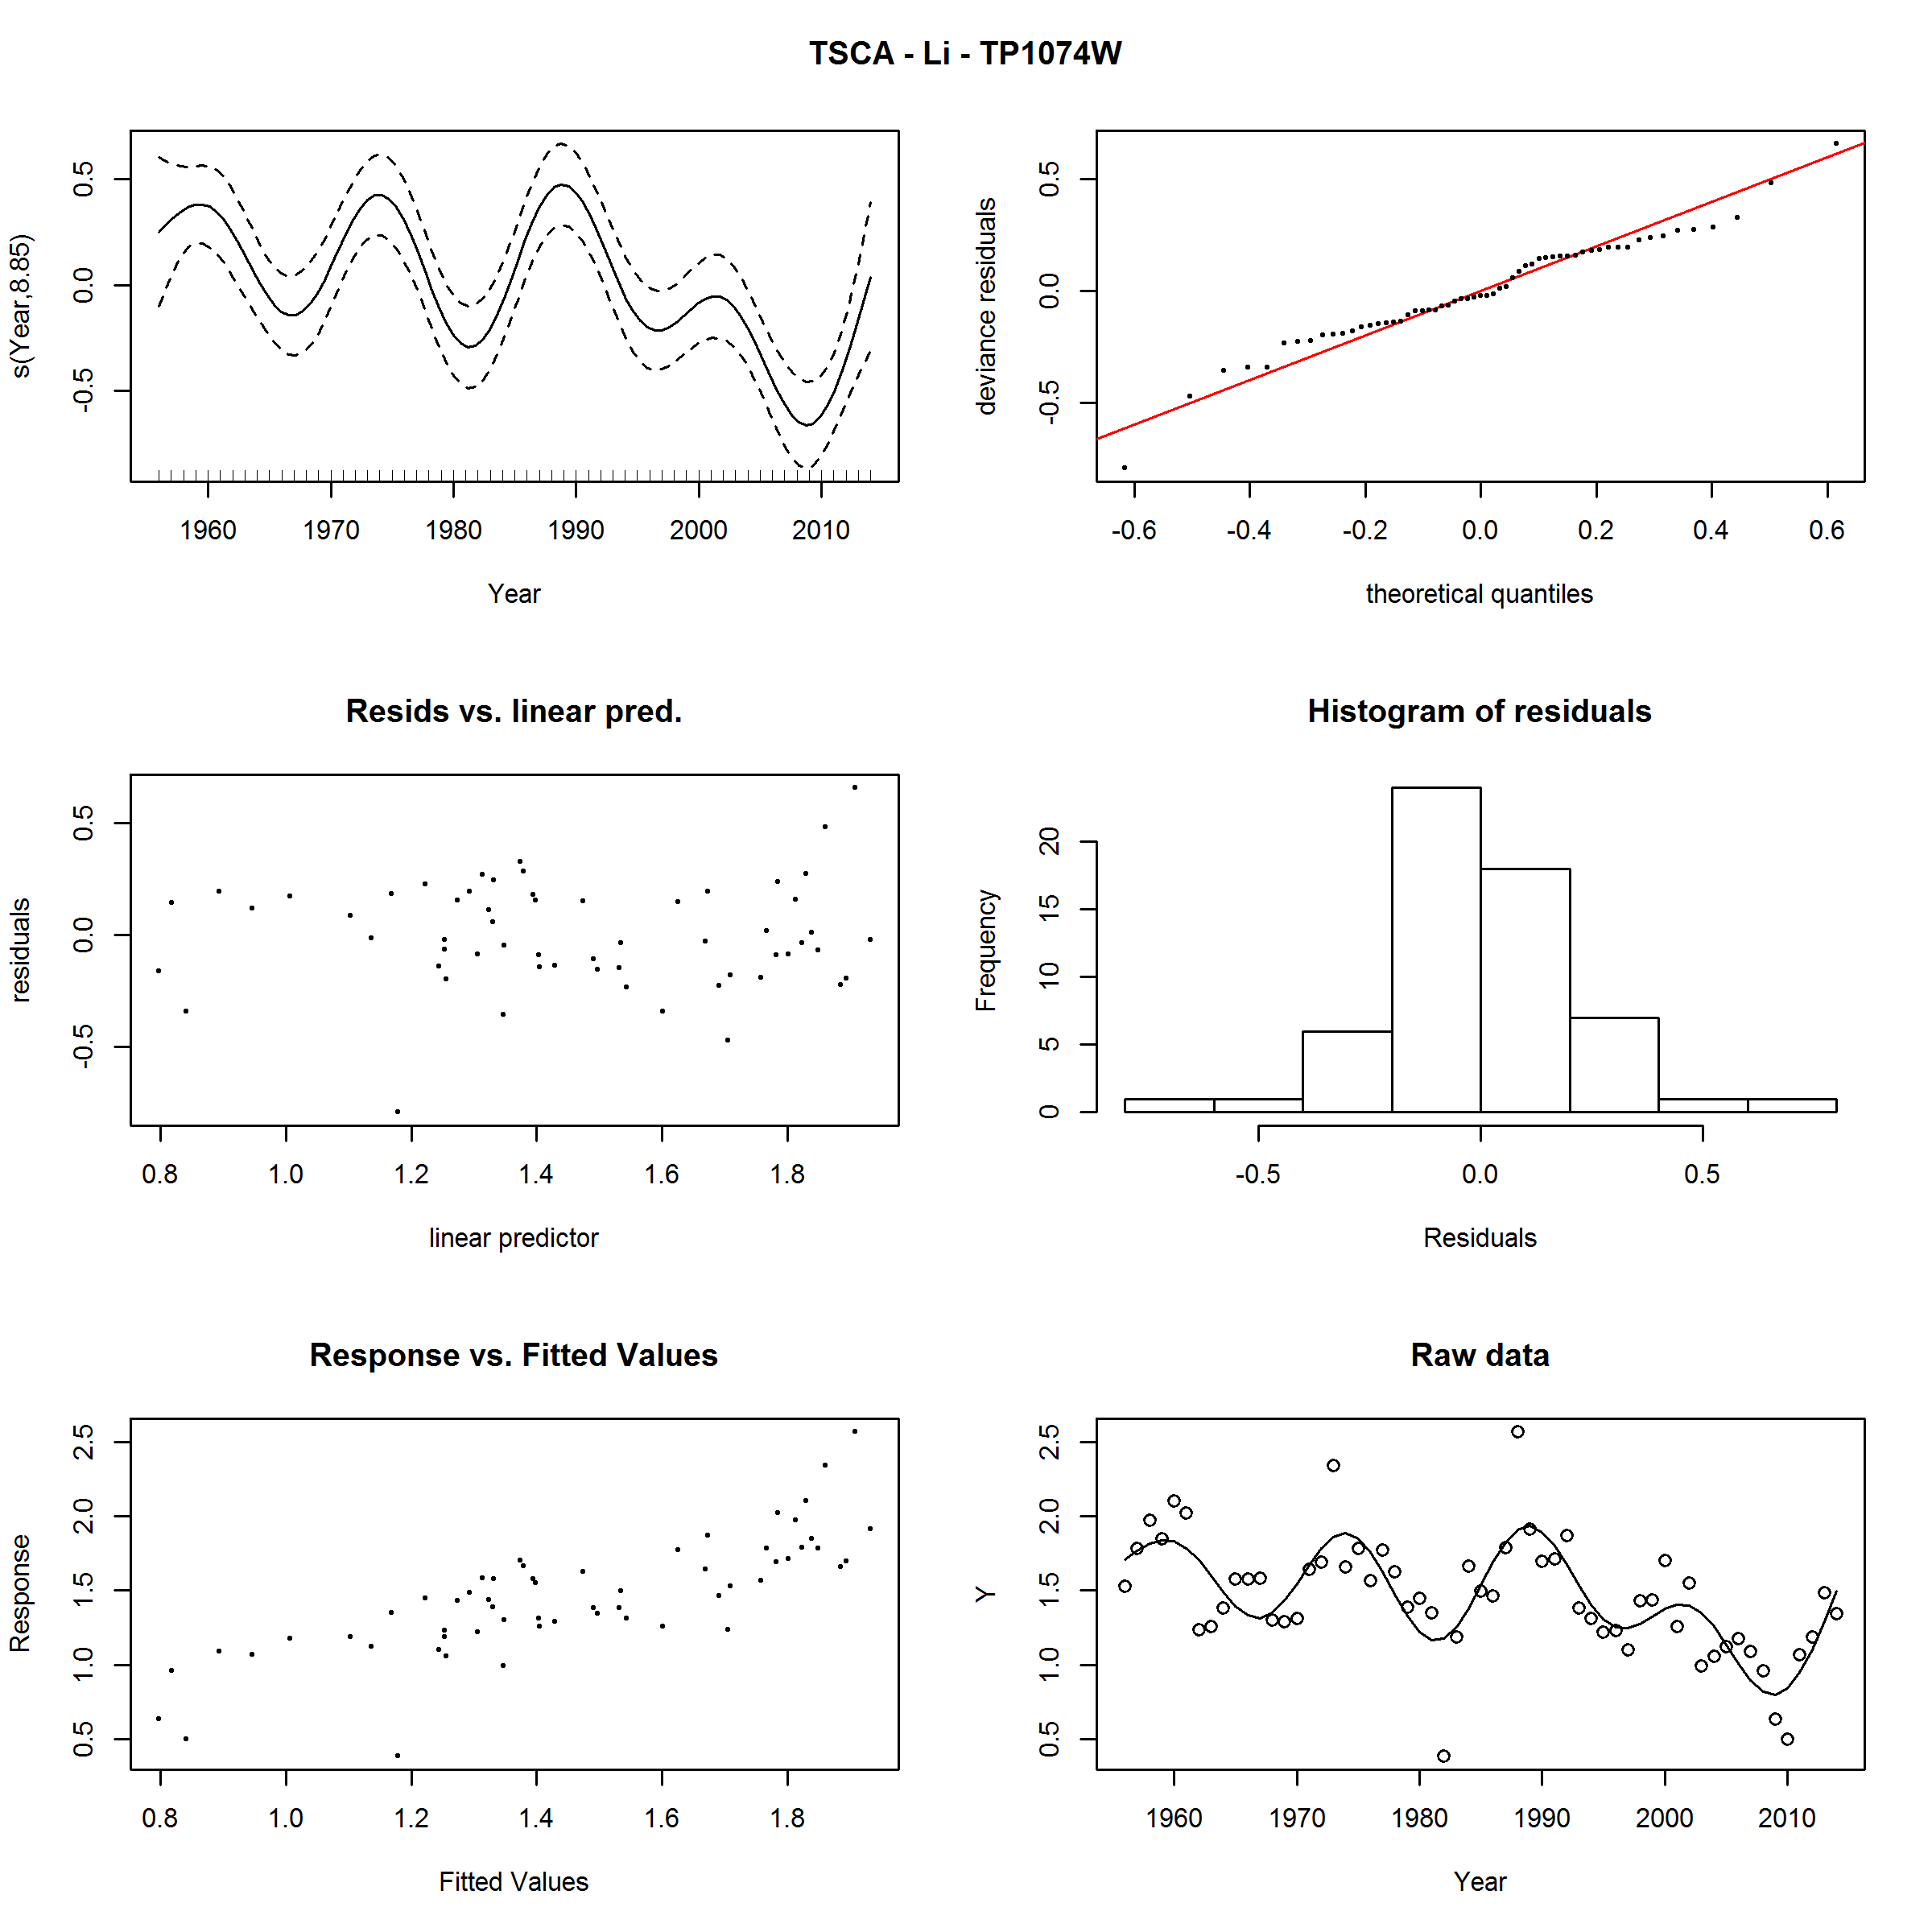 TSCA - Li - TP1074W
s(Year,8.85)
-0.5 0.0 0.5
1960 1970 1980 1990 2000 2010
Year
deviance residuals
-0.5 0.0 0.5
-0.6 -0.4 -0.2 0.0 0.2 0.4 0.6
theoretical quantiles
Resids vs. linear pred.
residuals
-0.5 0.0 0.5
0.8 1.0 1.2 1.4 1.6 1.8
linear predictor
Histogram of residuals
Frequency
0 5 10 15 20
-0.5 0.0 0.5
Residuals
Response vs. Fitted Values
Response
0.5 1.0 1.5 2.0 2.5
0.8 1.0 1.2 1.4 1.6 1.8
Fitted Values
Raw data
Y
0.5 1.0 1.5 2.0 2.5
1960 1970 1980 1990 2000 2010
Year